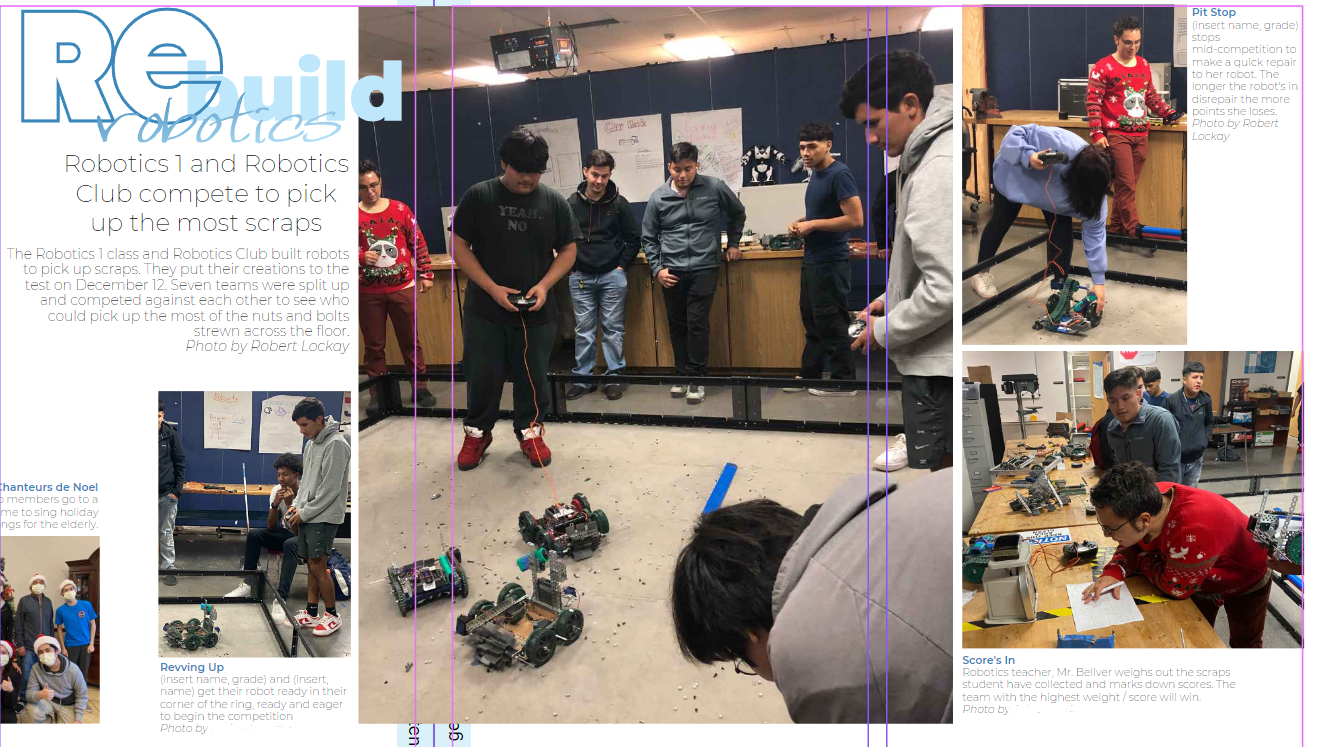 REbuild
robotics
Robotics 1 and Robotics
Club compete to pick
up the most scraps
The Robotics 1 class and Robotics Club built robots
to pick up scraps. They put their creations to the
test on December 12. Seven teams were split up
and competed against each other to see who
could pick up the most of the nuts and bolts
strewn across the floor.
Photo by Robert Lockay
Chanteurs de Noel
members go to a
me to sing holiday
ngs for the elderly.
Revving Up
(insert name, grade) and (insert,
name) get their robot ready in their
corner of the ring, ready and eager
to begin the competition
Photo by
YEAH..
NO
Pit Stop
(insert name, grade)
stops
mid-competition to
make a quick repair
to her robot. The
longer the robot's in
disrepair the more
points she loses.
Photo by Robert
Lockay
Score's In
Robotics teacher, Mr. Bellver weighs out the scraps
student have collected and marks down scores. The
team with the highest weight / score will win.
Photo by
ge